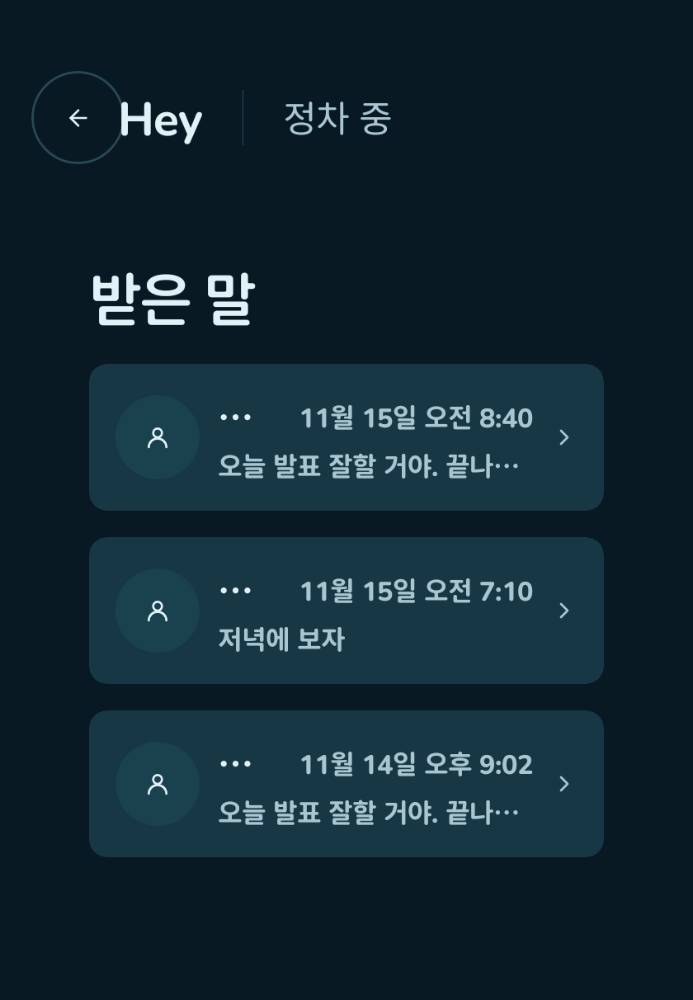 Hey
정차 중
받은 말
... 11월 15일 오전 8:40
오늘 발표 잘할 거야. 끝나...
... 11월 15일 오전 7:10
저녁에 보자
... 11월 14일 오후 9:02
오늘 발표 잘할 거야. 끝나...